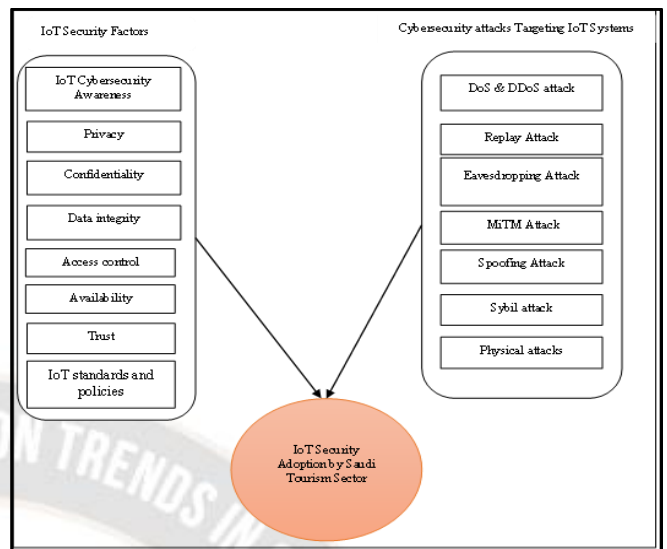 IoT Security Factors
IoT Cybersecurity
Awareness
Privacy
Confidentiality
Data integrity
Access control
Availability
Trust
IoT standards and
policies
Cybersecurity attacks Targeting IoT Systems
DoS & DDoS attack
Replay Attack
Eavesdropping Attack
MiTM Attack
Spoofing Attack
Sybil attack
Physical attacks
IoT Security
Adoption by Saudi
Tourism Sector
TRENDS IN